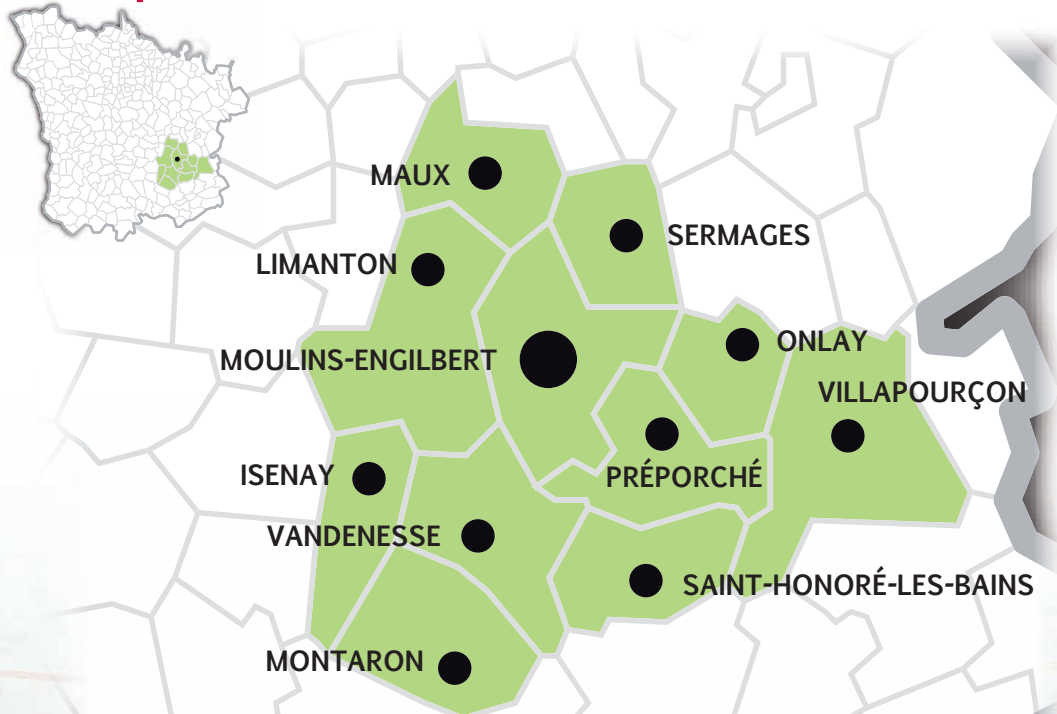 MAUX
SERMAGES
LIMANTON
ONLAY
MOULINS-ENGILBERT
VILLAPOURÇON
ISENAY
PRÉPORCHÉ
VANDENESSE
SAINT-HONORÉ-LES-BAINS
MONTARON